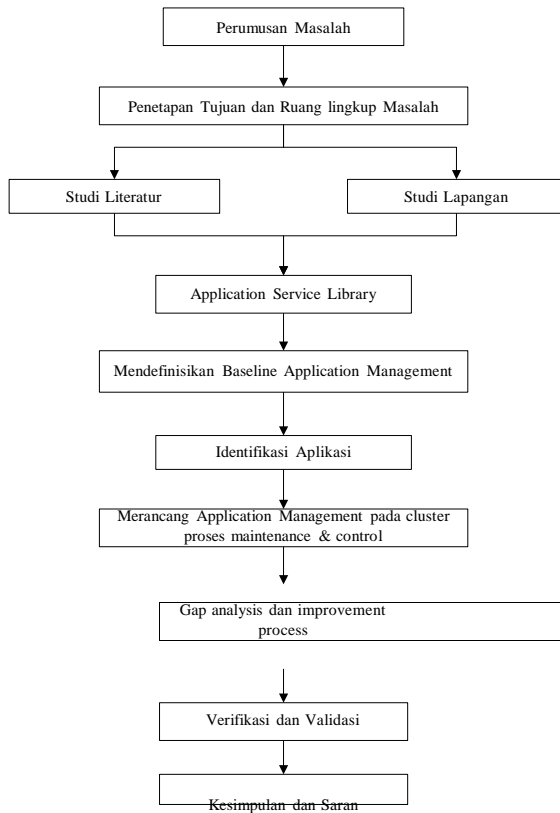 Perumusan Masalah
Penetapan Tujuan dan Ruang lingkup Masalah
Studi Literatur
Studi Lapangan
Application Service Library
Mendefinisikan Baseline Application Management
Identifikasi Aplikasi
Merancang Application Management pada cluster
proses maintenance & control
Gap analysis dan improvement
process
Verifikasi dan Validasi
Kesimpulan dan Saran